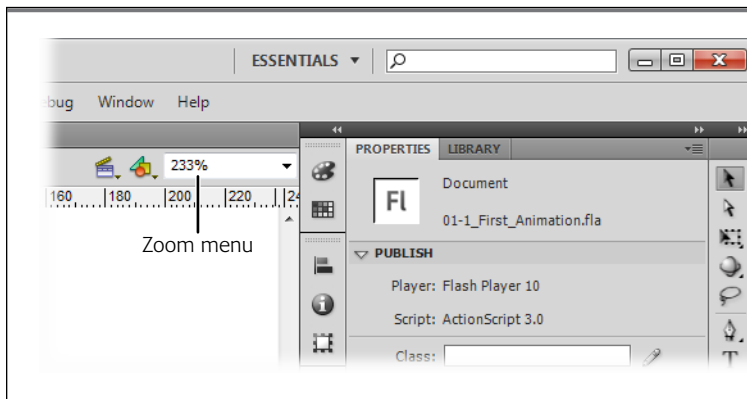 ESSENTIALS
bug Window Help
233%
160 180 200 220 24
Zoom menu
PROPERTIES LIBRARY
Fl
Document
01-1_First_Animation.fla
PUBLISH
Player: Flash Player 10
Script: ActionScript 3.0
Class:
T